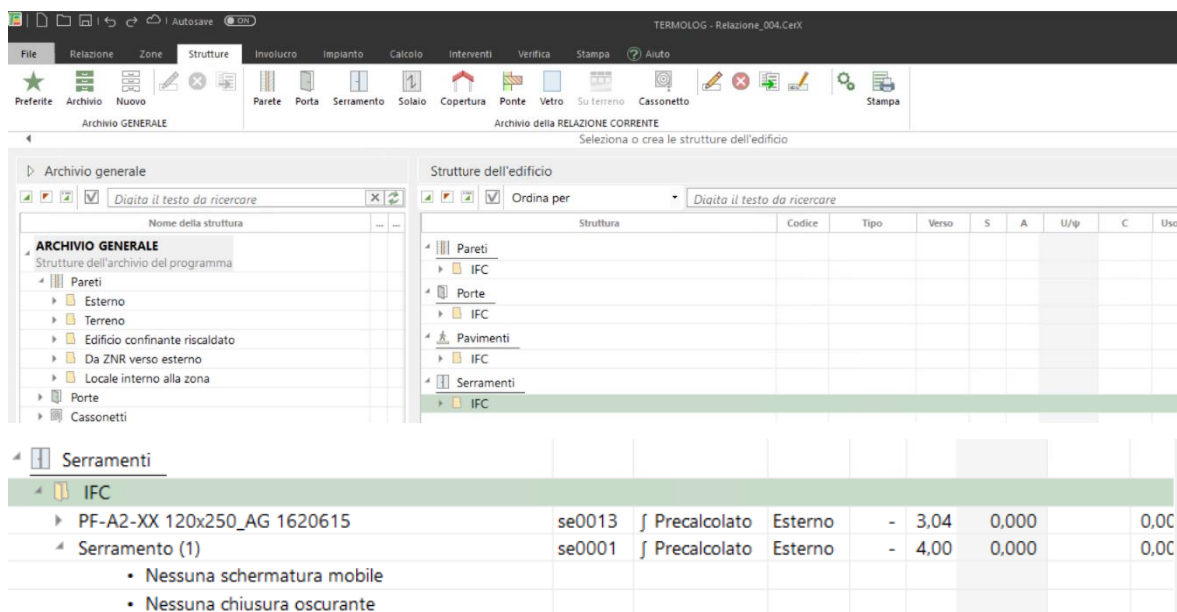 Autosave ON TERMOLOG - Relazione_004.CerX
File Relazione Zone Strutture Involucro Impianto Calcolo Interventi Verifica Stampa ? Aiuto
Preferite Archivio Nuovo Parete Porta Serramento Solaio Copertura Ponte Vetro Su terreno Cassonetto Stampa
Archivio GENERALE Archivio della RELAZIONE CORRENTE
Seleziona o crea le strutture dell'edificio
Archivio generale Strutture dell'edificio
Digita il testo da ricercare Ordina per Digita il testo da ricercare
Nome della struttura ... ... Struttura Codice Tipo Verso S A U/ψ C Uso
ARCHIVIO GENERALE Pareti
Strutture dell'archivio del programma
IFC
Pareti
Porte
Esterno
IFC
Terreno
Pavimenti
Edificio confinante riscaldato
IFC
Da ZNR verso esterno
Serramenti
Locale interno alla zona
IFC
Porte
Cassonetti
Serramenti
IFC
PF-A2-XX 120x250_AG 1620615 se0013 ∫ Precalcolato Esterno - 3,04 0,000 0,00
Serramento (1) se0001 ∫ Precalcolato Esterno - 4,00 0,000 0,00
• Nessuna schermatura mobile
• Nessuna chiusura oscurante